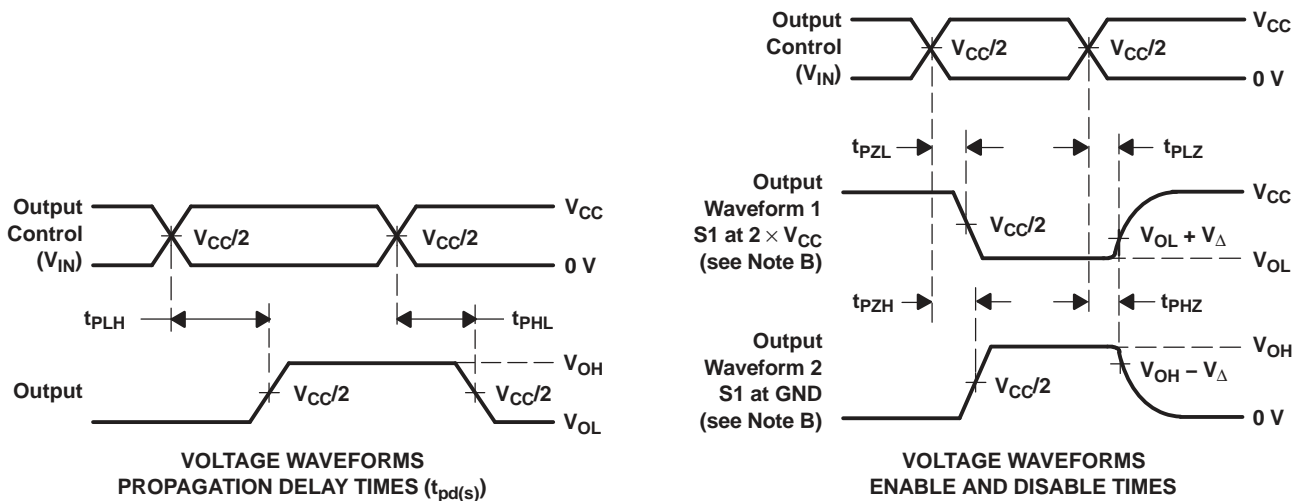 Output
Control
(VIN)
VCC/2
VCC/2
VCC
0 V
tPLH
tPHL
Output
VCC/2
VCC/2
VOH
VOL
VOLTAGE WAVEFORMS
PROPAGATION DELAY TIMES (tpd(s))
Output
Control
(VIN)
VCC/2
VCC/2
VCC
0 V
tPZL
tPLZ
Output
Waveform 1
S1 at 2 × VCC
(see Note B)
VCC/2
VCC
VOL + VΔ
VOL
tPZH
tPHZ
Output
Waveform 2
S1 at GND
(see Note B)
VCC/2
VOH
VOH − VΔ
0 V
VOLTAGE WAVEFORMS
ENABLE AND DISABLE TIMES